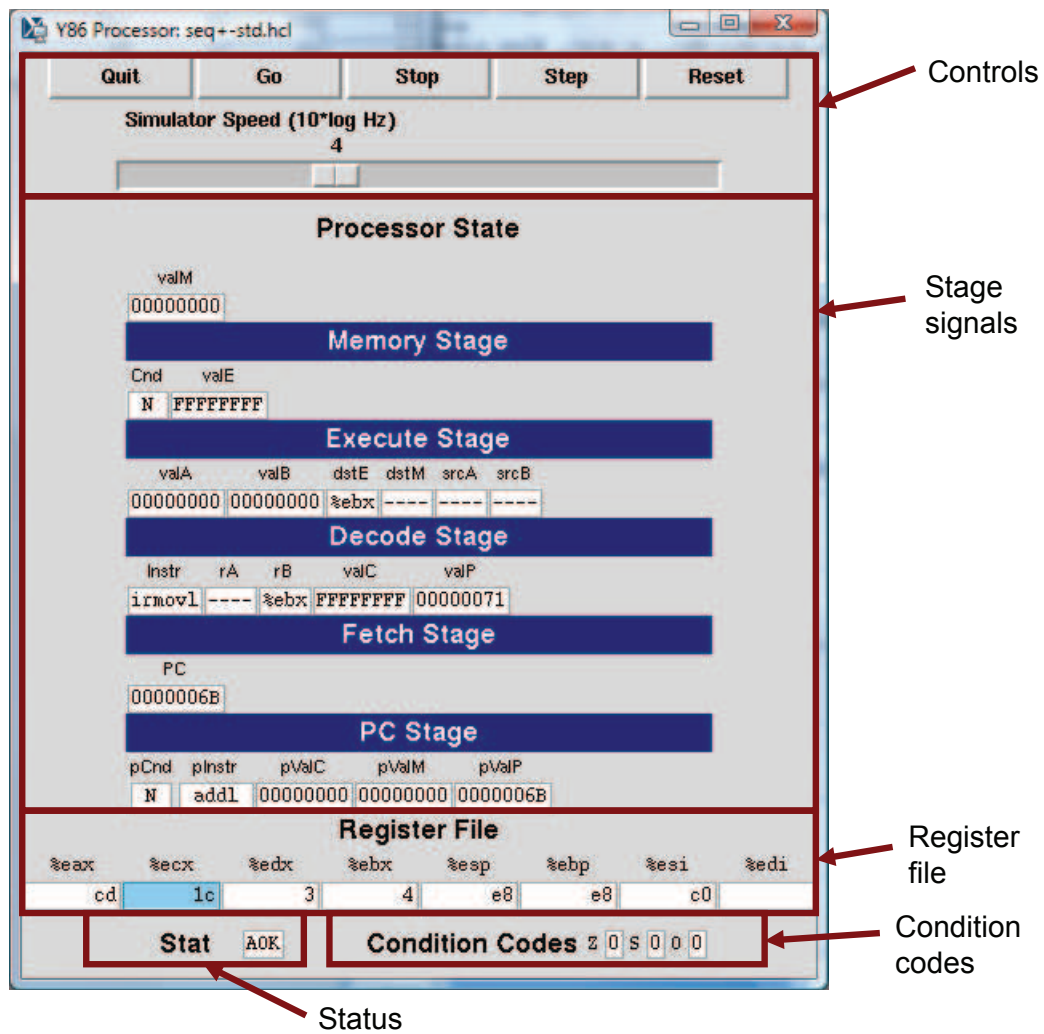 Y86 Processor: seq+-std.hcl
Quit Go Stop Step Reset
Controls
Simulator Speed (10*log Hz)
4
Processor State
valM
00000000
Stage
signals
Memory Stage
Cnd valE
N FFFFFFFF
Execute Stage
valA valB dstE dstM srcA srcB
00000000 00000000 %ebx ---- ---- ----
Decode Stage
Instr rA rB valC valP
irmovl ---- %ebx FFFFFFFF 00000071
Fetch Stage
PC
0000006B
PC Stage
pCnd pInstr pValC pValM pValP
N addl 00000000 00000000 0000006B
Register File
%eax %ecx %edx %ebx %esp %ebp %esi %edi
cd 1c 3 4 e8 e8 c0
Register
file
Stat AOK Condition Codes Z 0 S 0 O 0
Condition
codes
Status